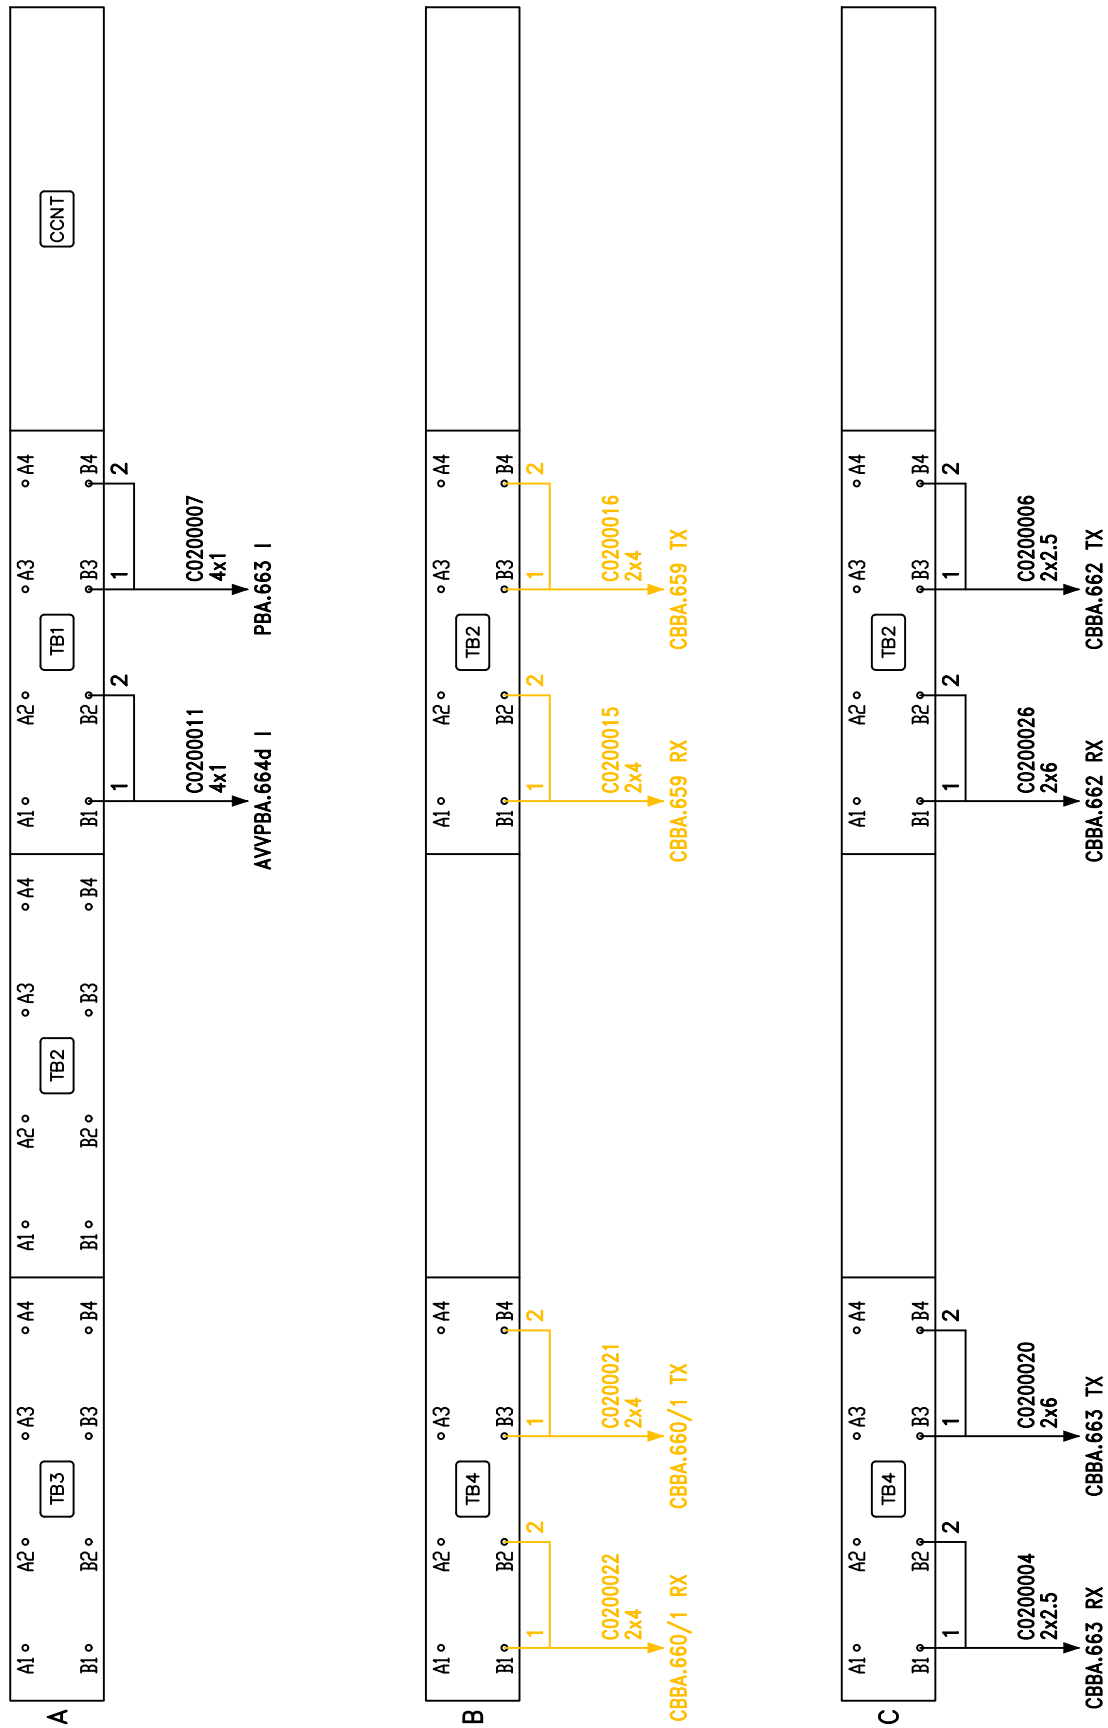 A
TB3
A1 A2 A3 A4
B1 B2 B3 B4
TB2
A1 A2 A3 A4
B1 B2 B3 B4
TB1
A1 A2 A3 A4
B1 B2 B3 B4
1 2
C0200011
4x1
AVVPBA.664d I
1 2
C0200007
4x1
PBA.663 I
CCNT
B
TB4
A1 A2 A3 A4
B1 B2 B3 B4
1 2
C0200022
2x4
CBBA.660/1 RX
1 2
C0200021
2x4
CBBA.660/1 TX
TB2
A1 A2 A3 A4
B1 B2 B3 B4
1 2
C0200015
2x4
CBBA.659 RX
1 2
C0200016
2x4
CBBA.659 TX
C
TB4
A1 A2 A3 A4
B1 B2 B3 B4
1 2
C0200004
2x2.5
CBBA.663 RX
1 2
C0200020
2x6
CBBA.663 TX
TB2
A1 A2 A3 A4
B1 B2 B3 B4
1 2
C0200026
2x6
CBBA.662 RX
1 2
C0200006
2x2.5
CBBA.662 TX